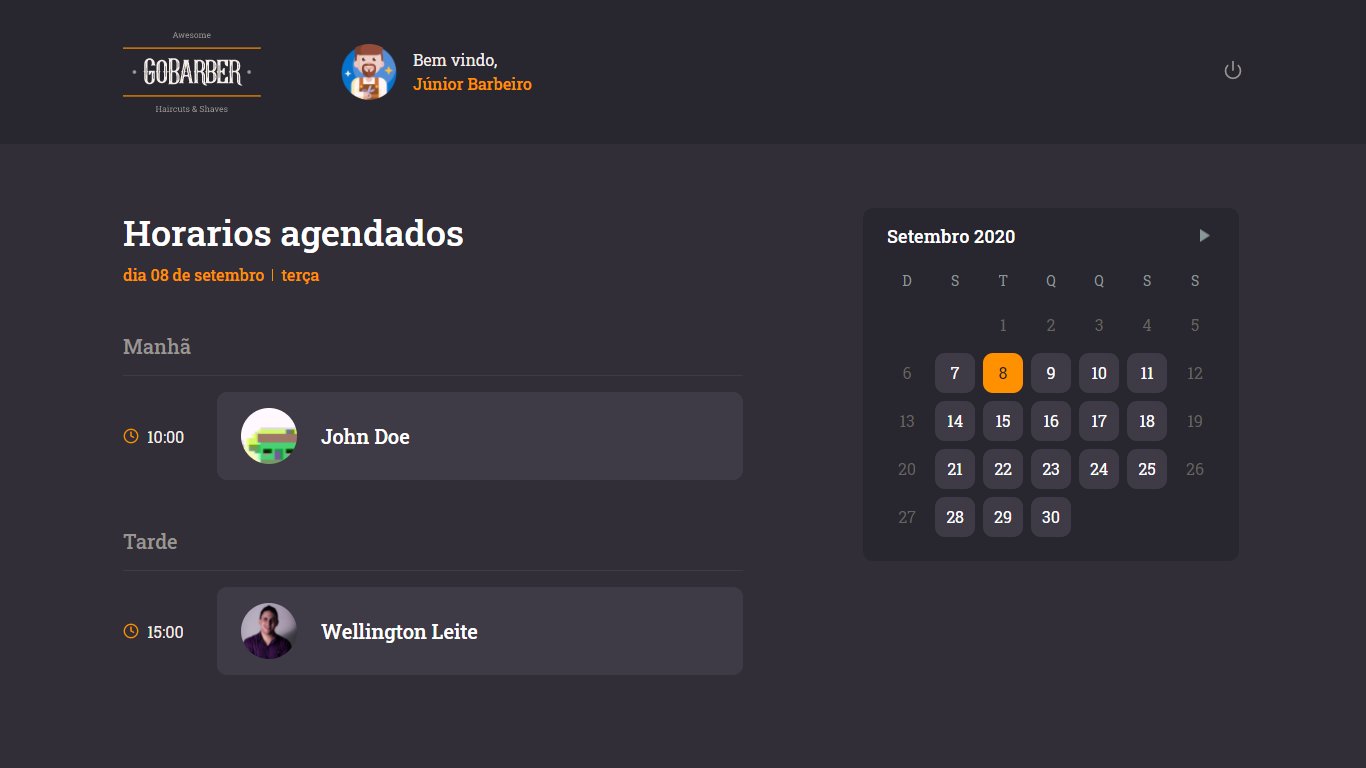 Awesome
· GOBARBER ·
Haircuts & Shaves
Bem vindo,
Júnior Barbeiro
Horarios agendados
dia 08 de setembro | terça
Manhã
10:00 John Doe
Tarde
15:00 Wellington Leite
Setembro 2020
D S T Q Q S S
1 2 3 4 5
6 7 8 9 10 11 12
13 14 15 16 17 18 19
20 21 22 23 24 25 26
27 28 29 30